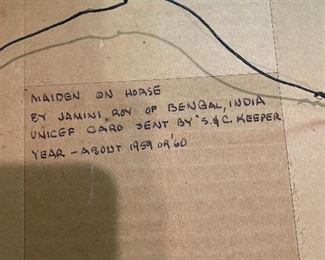 MAIDEN ON HORSE
BY JAMINI ROY OF BENGAL, INDIA
UNICEF CARD SENT BY S.&C. KEEPER
YEAR - ABOUT 1959 OR '60